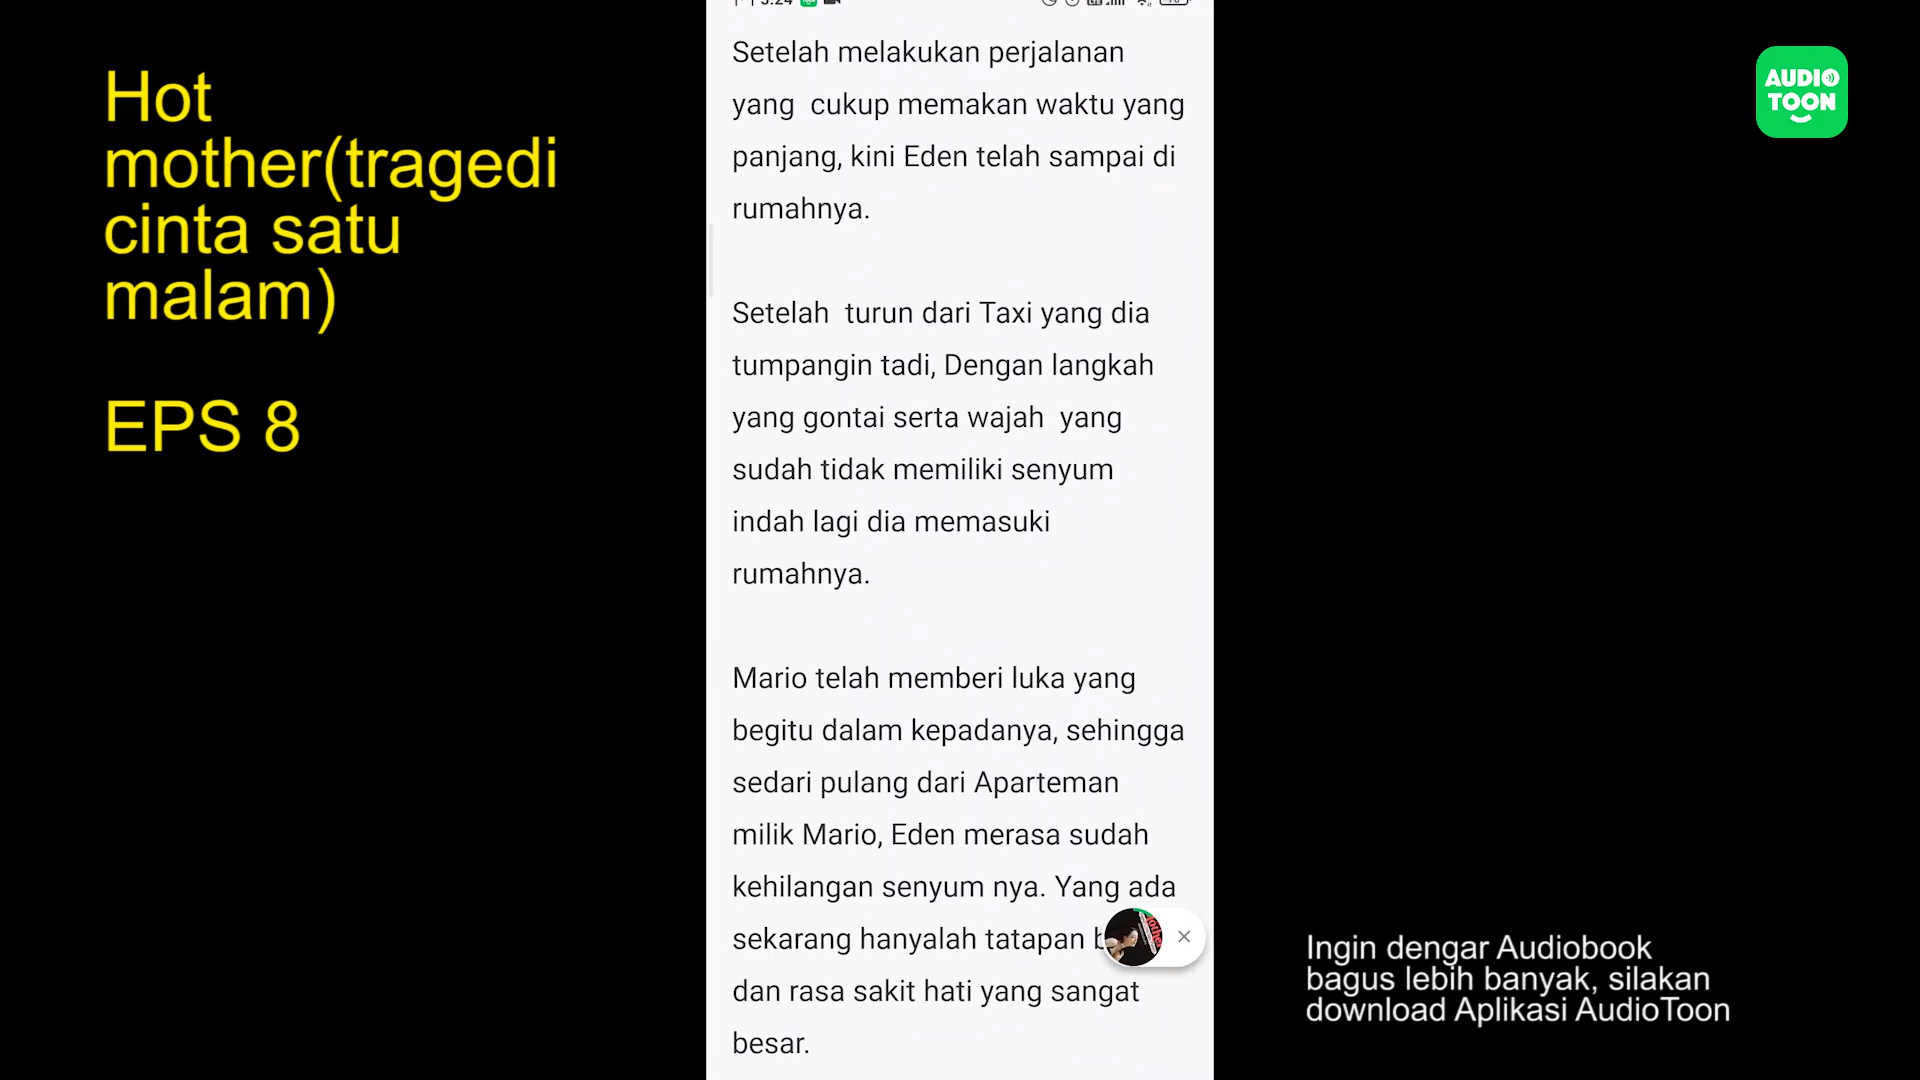 Hot
mother(tragedi
cinta satu
malam)
EPS 8
Setelah melakukan perjalanan
yang cukup memakan waktu yang
panjang, kini Eden telah sampai di
rumahnya.
Setelah turun dari Taxi yang dia
tumpangin tadi, Dengan langkah
yang gontai serta wajah yang
sudah tidak memiliki senyum
indah lagi dia memasuki
rumahnya.
Mario telah memberi luka yang
begitu dalam kepadanya, sehingga
sedari pulang dari Aparteman
milik Mario, Eden merasa sudah
kehilangan senyum nya. Yang ada
sekarang hanyalah tatapan
dan rasa sakit hati yang sangat
besar.
AUDIO
TOON
Ingin dengar Audiobook
bagus lebih banyak, silakan
download Aplikasi AudioToon